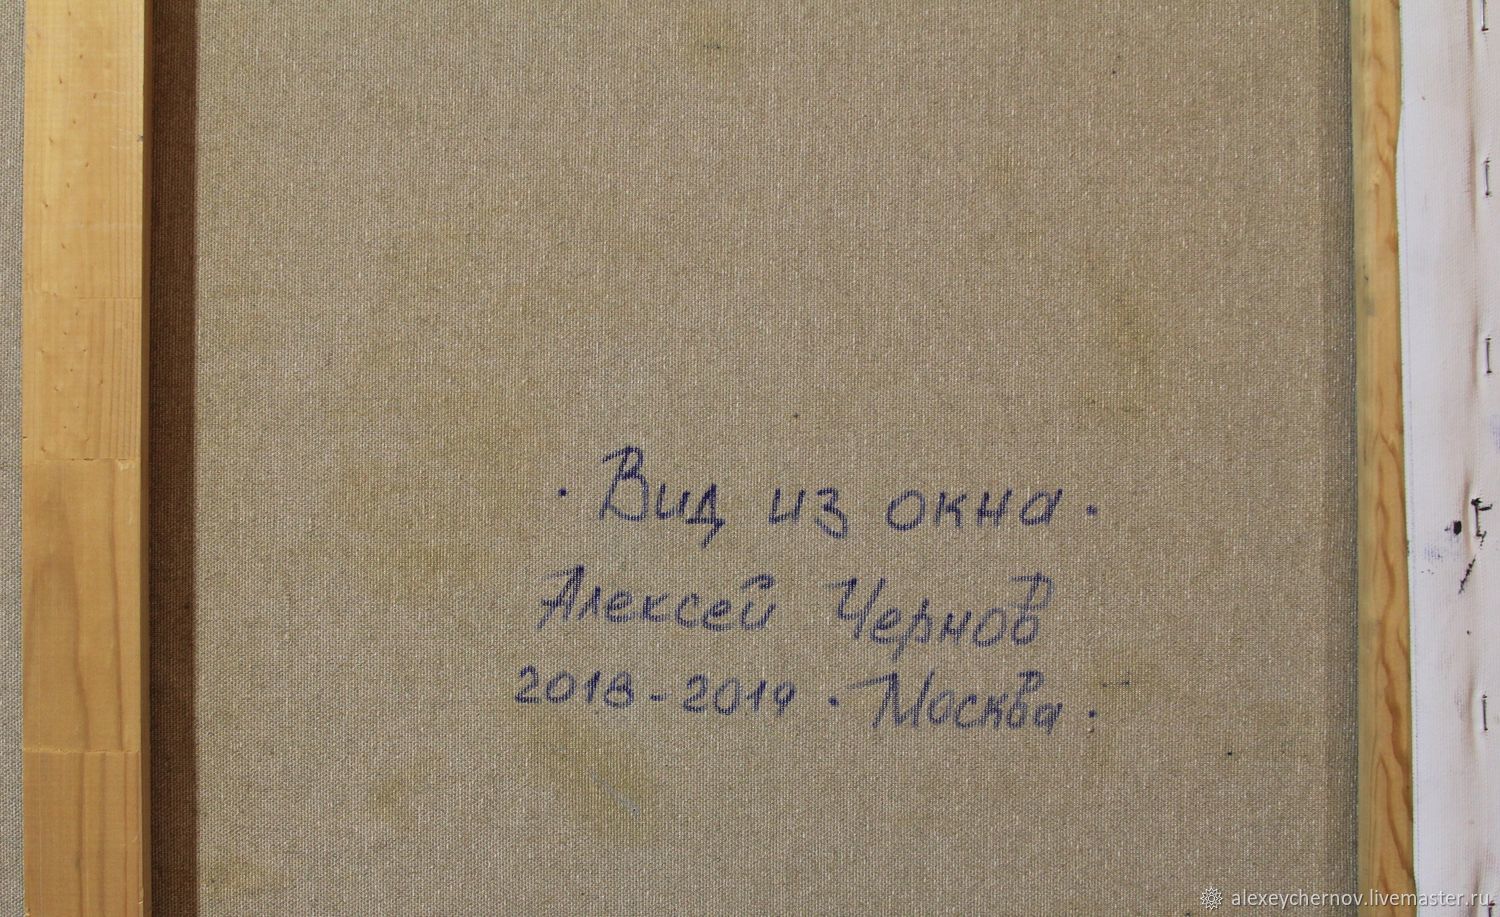 · Вид из окна ·
Алексей Чернов
2018-2019 · Москва ·
alexeychernov.livemaster.ru